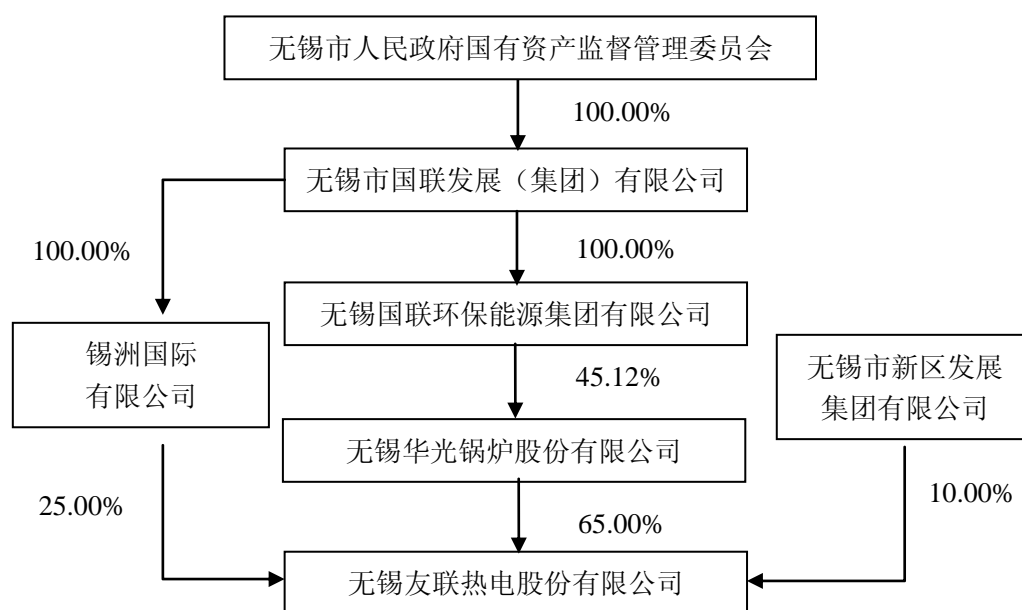 无锡市人民政府国有资产监督管理委员会
100.00%
无锡市国联发展（集团）有限公司
100.00%
100.00%
无锡国联环保能源集团有限公司
锡洲国际
有限公司
45.12%
无锡市新区发展
集团有限公司
无锡华光锅炉股份有限公司
25.00%
65.00%
10.00%
无锡友联热电股份有限公司